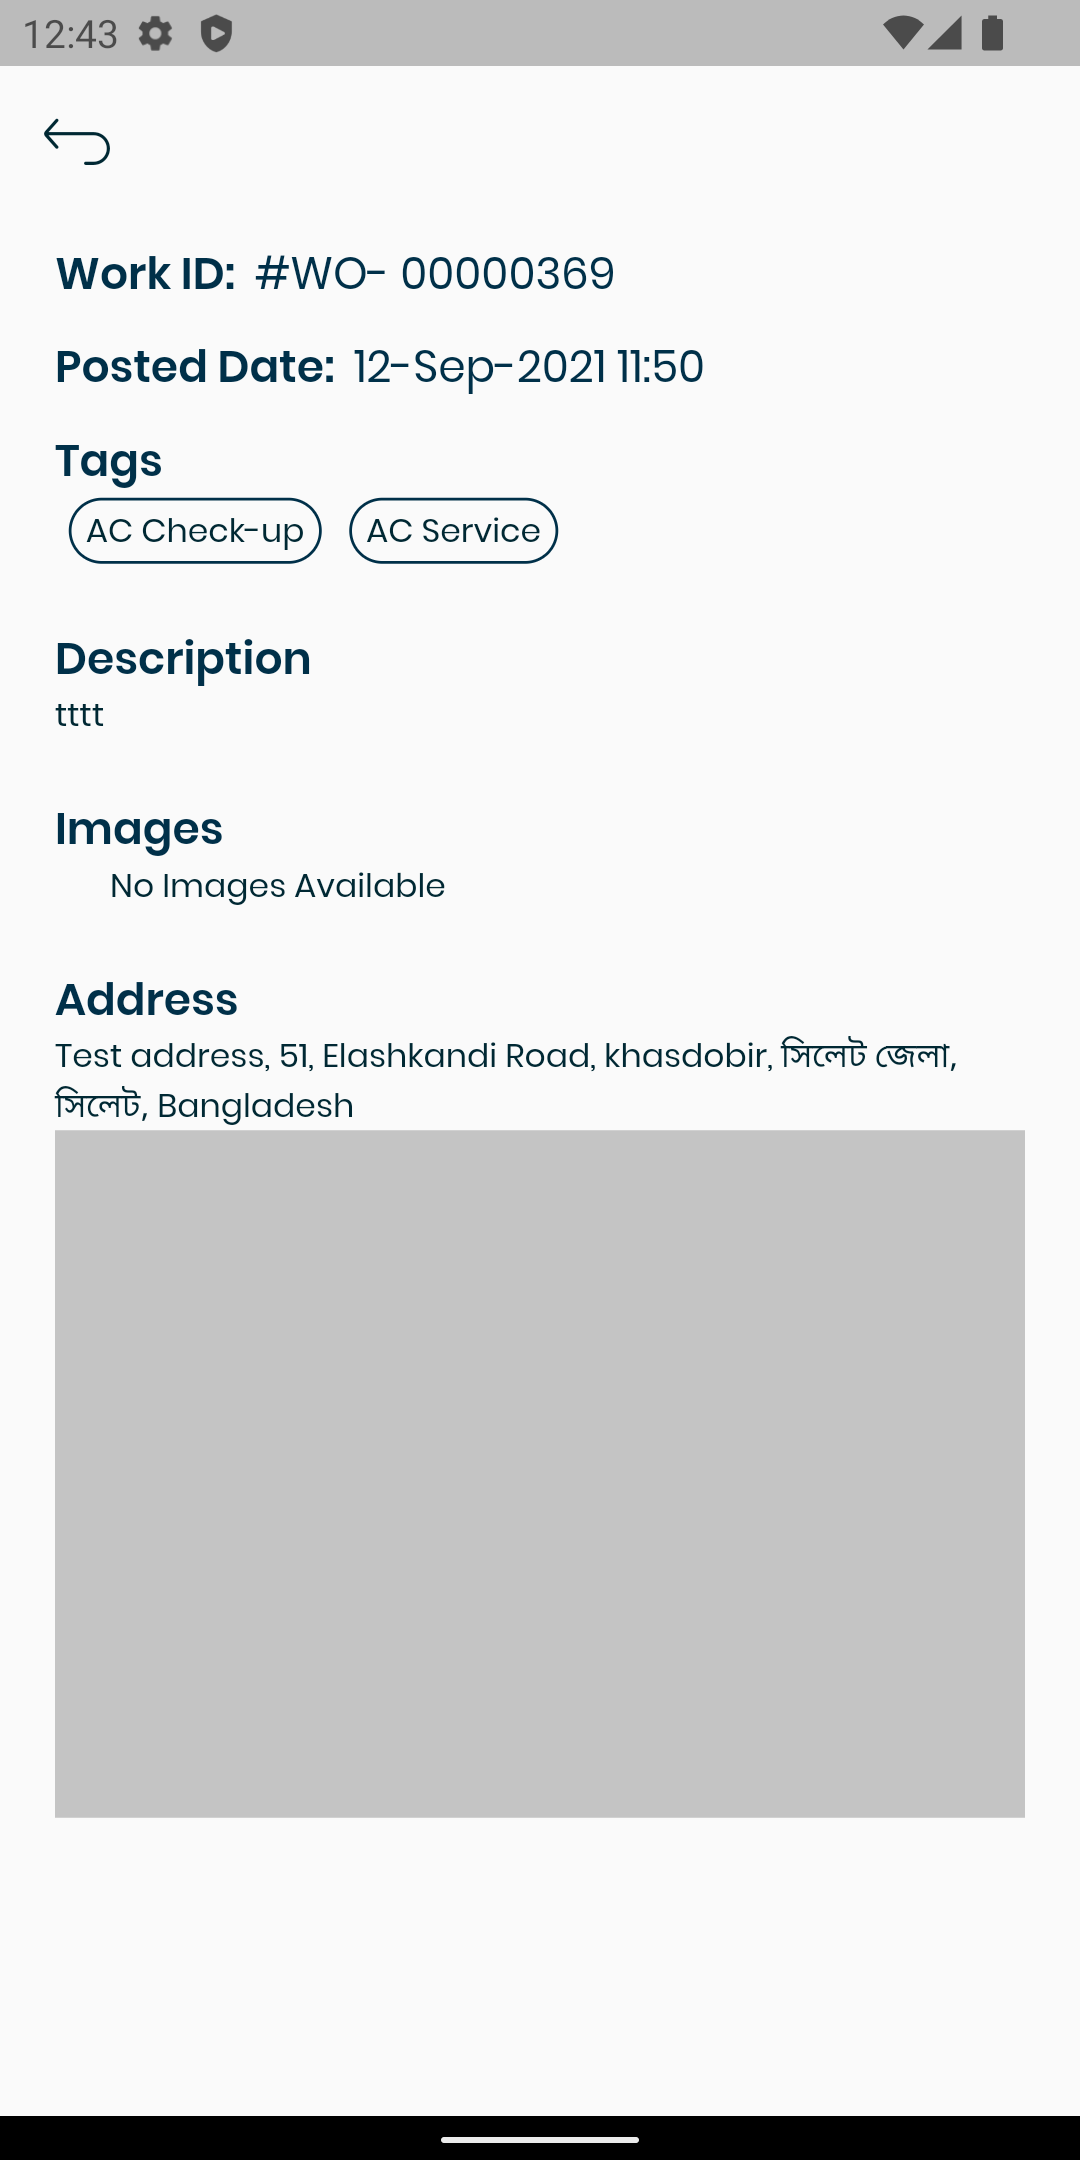 12:43
Work ID: #WO- 00000369
Posted Date: 12-Sep-2021 11:50
Tags
AC Check-up AC Service
Description
tttt
Images
No Images Available
Address
Test address, 51, Elashkandi Road, khasdobir, সিলেট জেলা,
সিলেট, Bangladesh